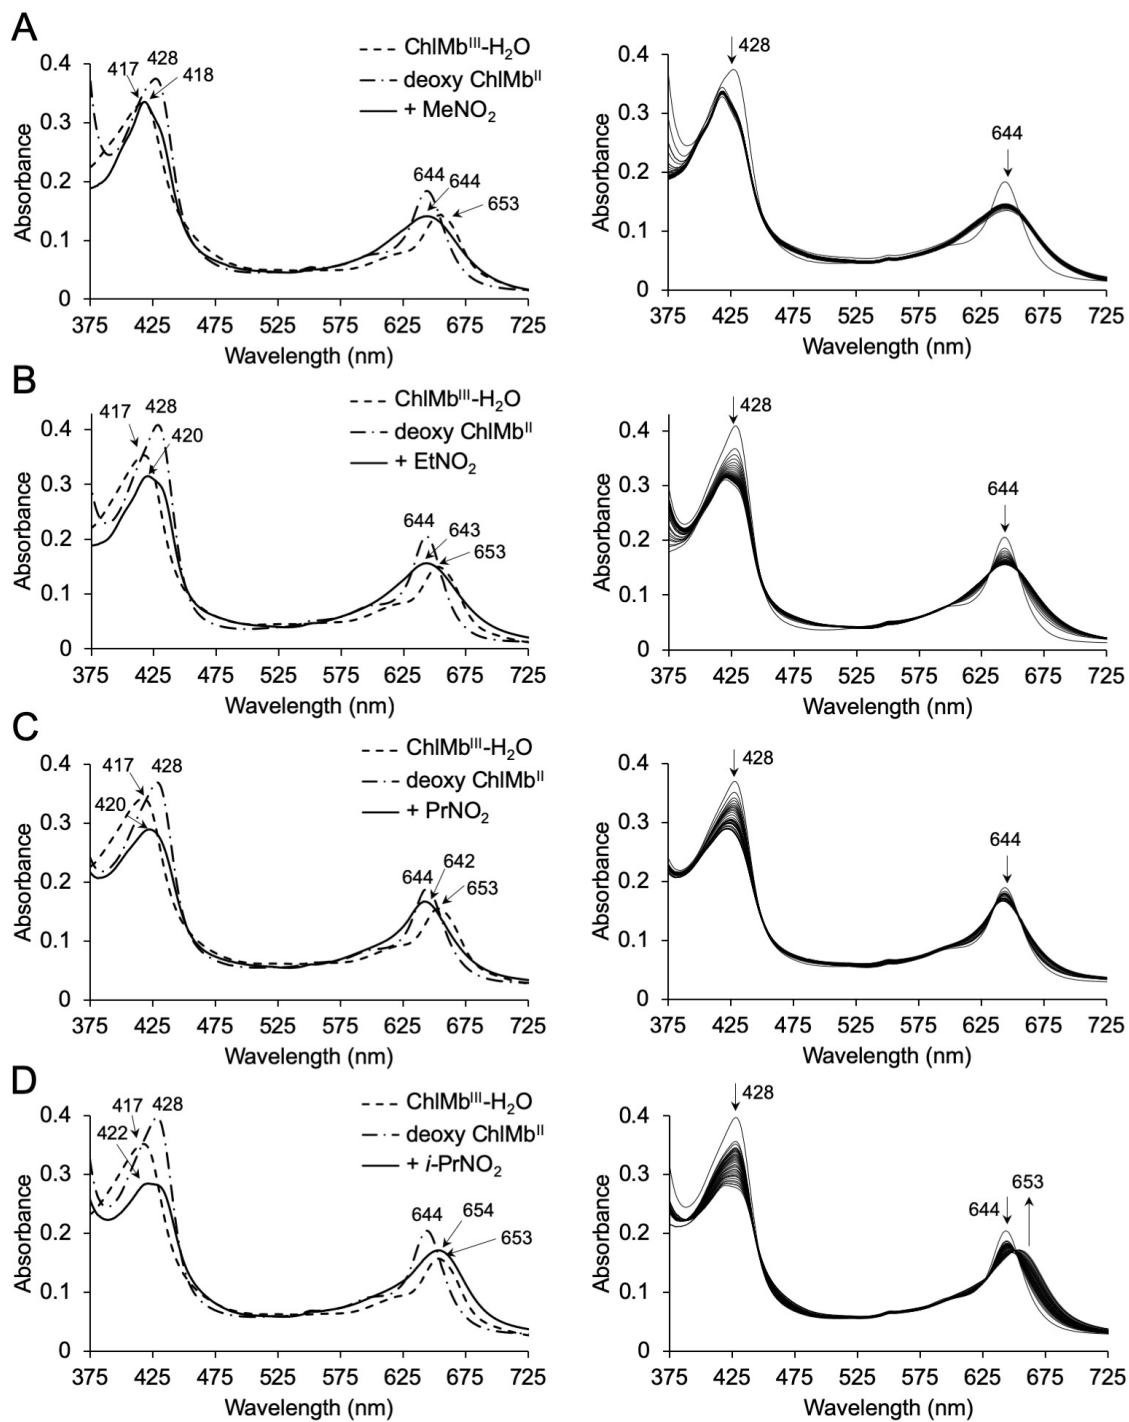 A
0.4
0.3
0.2
0.1
0
Absorbance
417
428
418
ChlMbᴵᴵᴵ-H₂O
deoxy ChlMbᴵᴵ
+ MeNO₂
644
644
653
375 425 475 525 575 625 675 725
Wavelength (nm)
0.4
0.3
0.2
0.1
0
Absorbance
428
644
375 425 475 525 575 625 675 725
Wavelength (nm)
B
0.4
0.3
0.2
0.1
0
Absorbance
417
428
420
ChlMbᴵᴵᴵ-H₂O
deoxy ChlMbᴵᴵ
+ EtNO₂
644
643
653
375 425 475 525 575 625 675 725
Wavelength (nm)
0.4
0.3
0.2
0.1
0
Absorbance
428
644
375 425 475 525 575 625 675 725
Wavelength (nm)
C
0.4
0.3
0.2
0.1
0
Absorbance
417
428
420
ChlMbᴵᴵᴵ-H₂O
deoxy ChlMbᴵᴵ
+ PrNO₂
644
642
653
375 425 475 525 575 625 675 725
Wavelength (nm)
0.4
0.3
0.2
0.1
0
Absorbance
428
644
375 425 475 525 575 625 675 725
Wavelength (nm)
D
0.4
0.3
0.2
0.1
0
Absorbance
417
428
422
ChlMbᴵᴵᴵ-H₂O
deoxy ChlMbᴵᴵ
+ i-PrNO₂
644
654
653
375 425 475 525 575 625 675 725
Wavelength (nm)
0.4
0.3
0.2
0.1
0
Absorbance
428
644
653
375 425 475 525 575 625 675 725
Wavelength (nm)